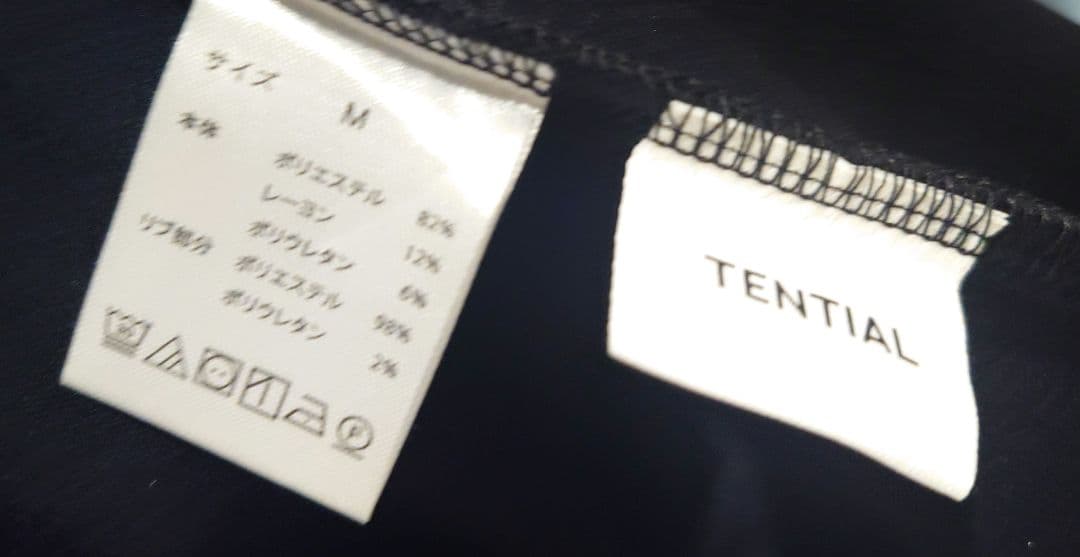 サイズ M
本体 ポリエステル 82%
レーヨン 12%
ポリウレタン 6%
リブ部分 ポリエステル 98%
ポリウレタン 2%
TENTIAL